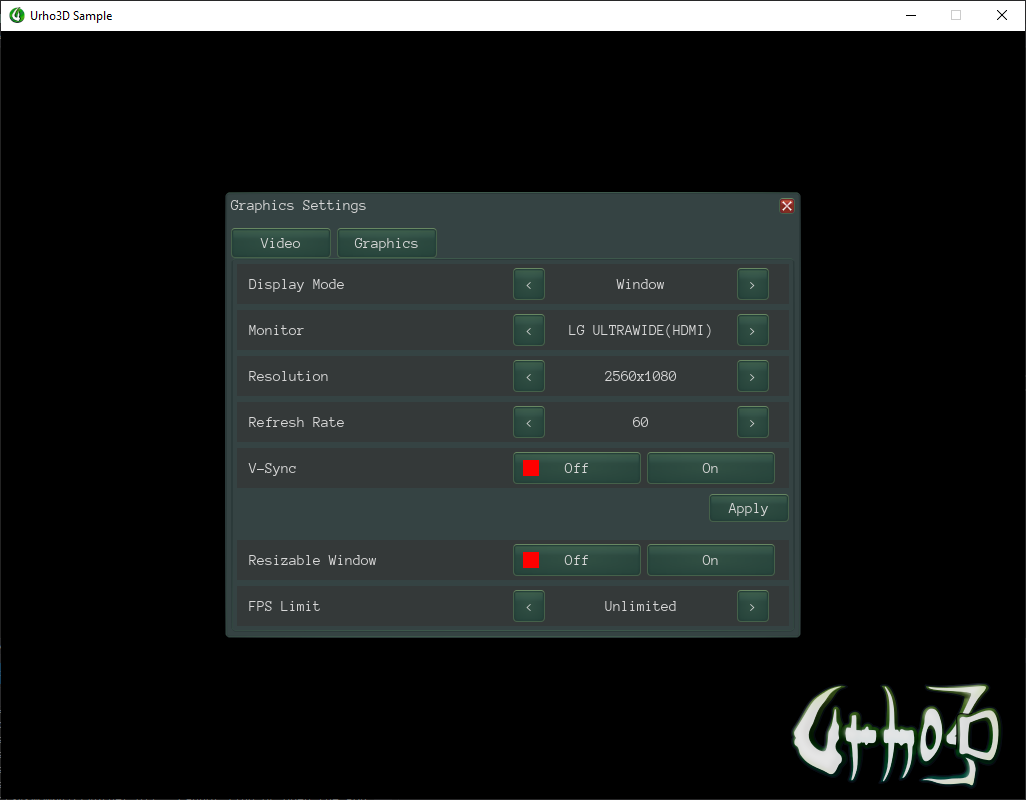 Urho3D Sample
Graphics Settings
Video Graphics
Display Mode < Window >
Monitor < LG ULTRAWIDE(HDMI) >
Resolution < 2560x1080 >
Refresh Rate < 60 >
V-Sync Off On
Apply
Resizable Window Off On
FPS Limit < Unlimited >
Urho3D